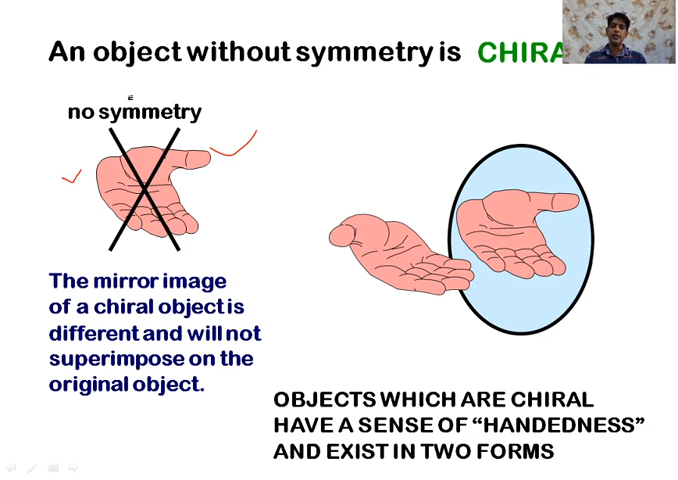 An object without symmetry is CHIRA
no symmetry
The mirror image
of a chiral object is
different and will not
superimpose on the
original object.
OBJECTS WHICH ARE CHIRAL
HAVE A SENSE OF “HANDEDNESS”
AND EXIST IN TWO FORMS